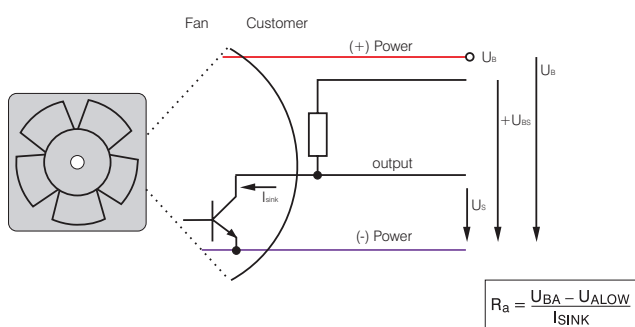 Fan Customer
(+) Power
UB
UB
+UBS
output
Isink
US
(-) Power
Ra = UBA – UALOW
ISINK